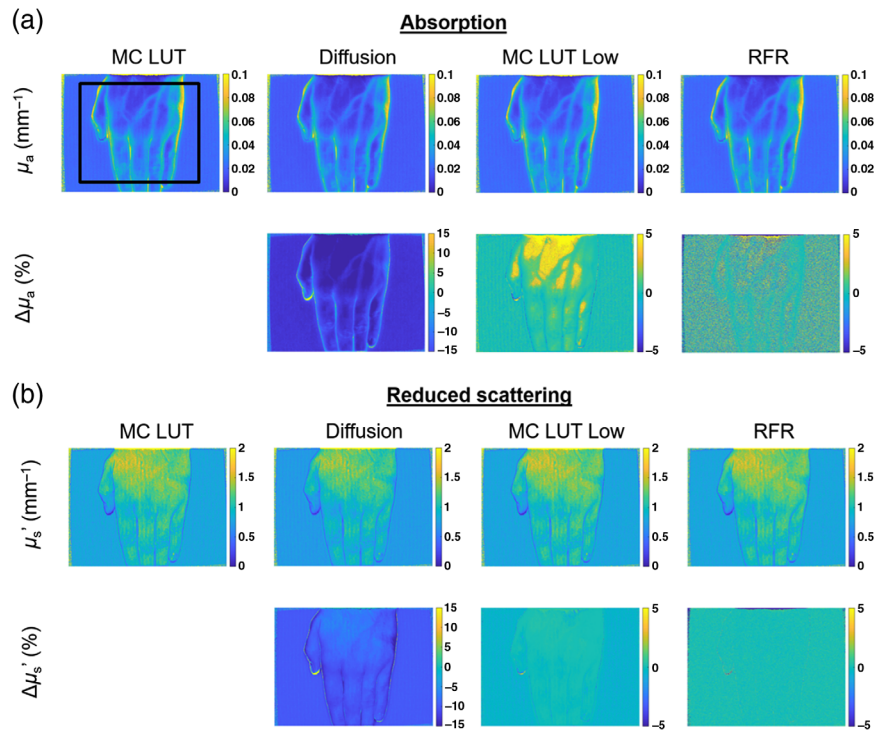 (a)
Absorption
MC LUT Diffusion MC LUT Low RFR
μa (mm−1)
0.1 0.08 0.06 0.04 0.02 0
0.1 0.08 0.06 0.04 0.02 0
0.1 0.08 0.06 0.04 0.02 0
0.1 0.08 0.06 0.04 0.02 0
Δμa (%)
15 10 5 0 −5 −10 −15
5 0 −5
5 0 −5
(b)
Reduced scattering
MC LUT Diffusion MC LUT Low RFR
μs’ (mm−1)
2 1.5 1 0.5 0
2 1.5 1 0.5 0
2 1.5 1 0.5 0
2 1.5 1 0.5 0
Δμs’ (%)
15 10 5 0 −5 −10 −15
5 0 −5
5 0 −5